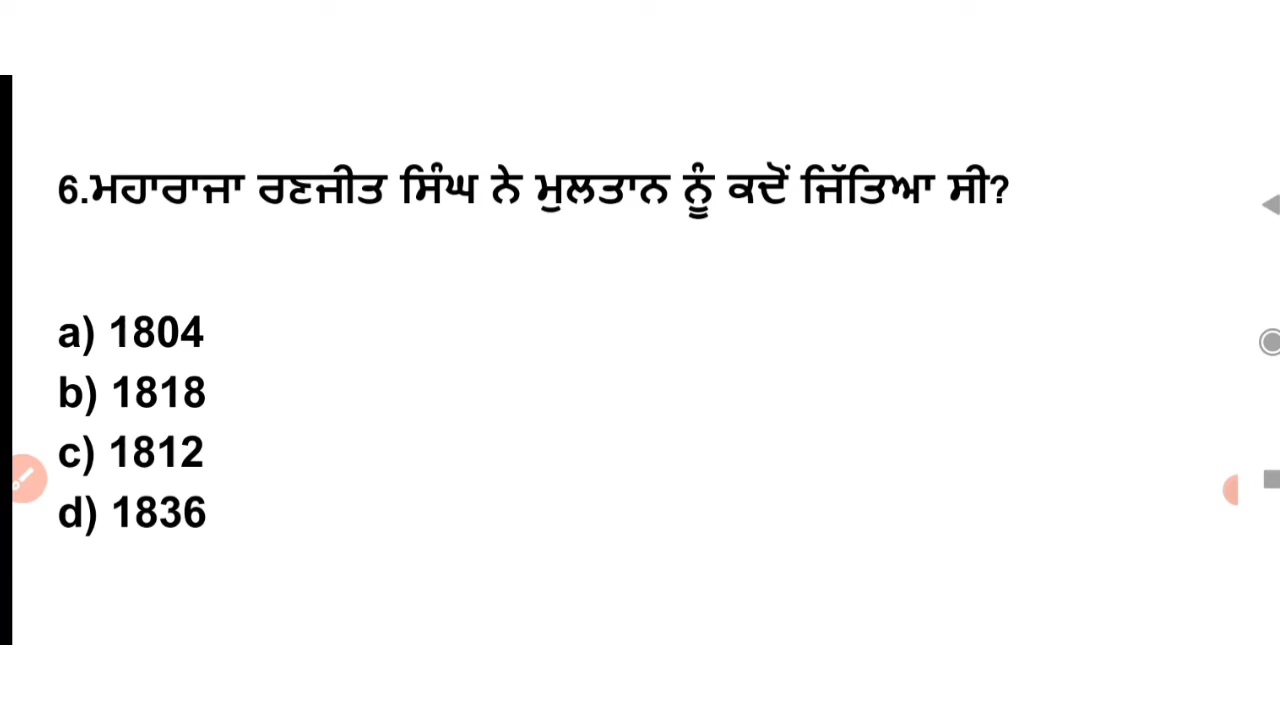 6.ਮਹਾਰਾਜਾ ਰਣਜੀਤ ਸਿੰਘ ਨੇ ਮੁਲਤਾਨ ਨੂੰ ਕਦੋਂ ਜਿੱਤਿਆ ਸੀ?
a) 1804
b) 1818
c) 1812
d) 1836